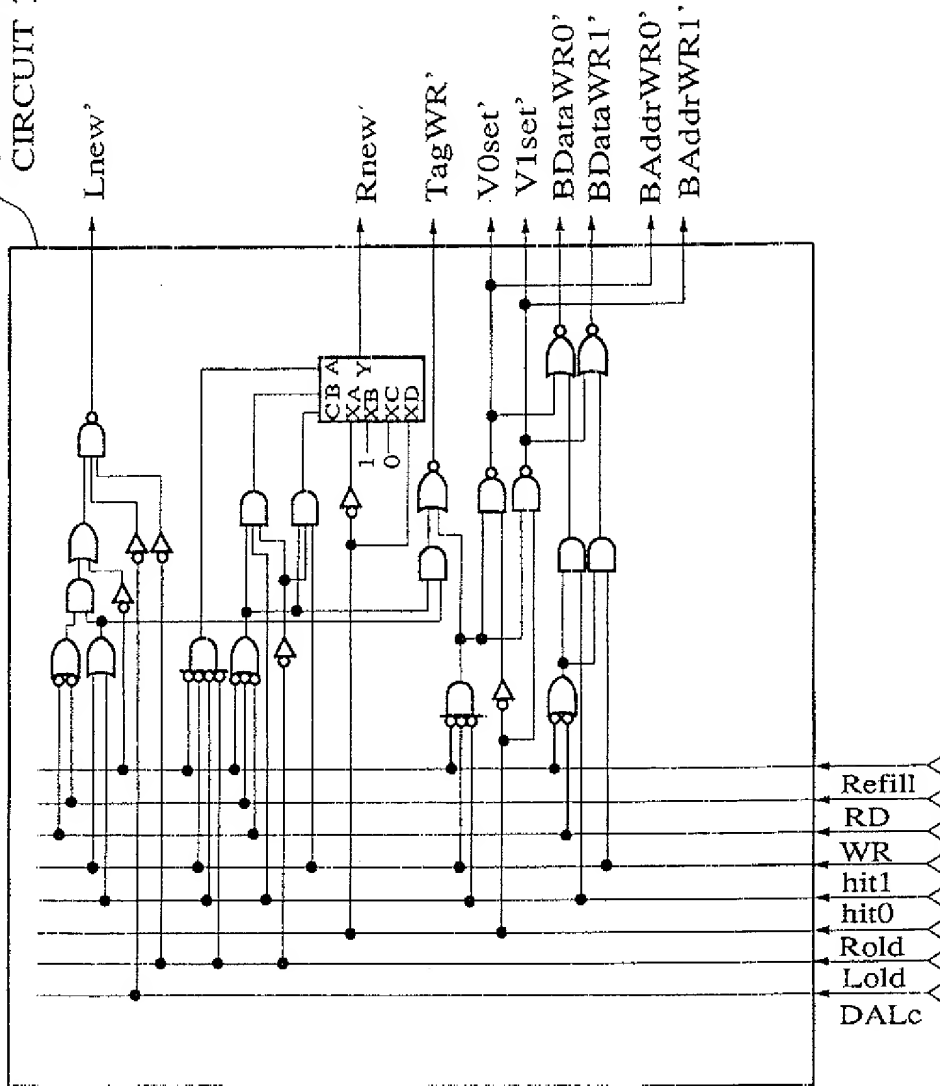 CIRCUIT
Lnew'
Rnew'
TagWR'
V0set'
V1set'
BDataWR0'
BDataWR1'
BAddrWR0'
BAddrWR1'
CB A
Y
XA
XB
XC
XD
1
0
Refill
RD
WR
hit1
hit0
Rold
Lold
DALc